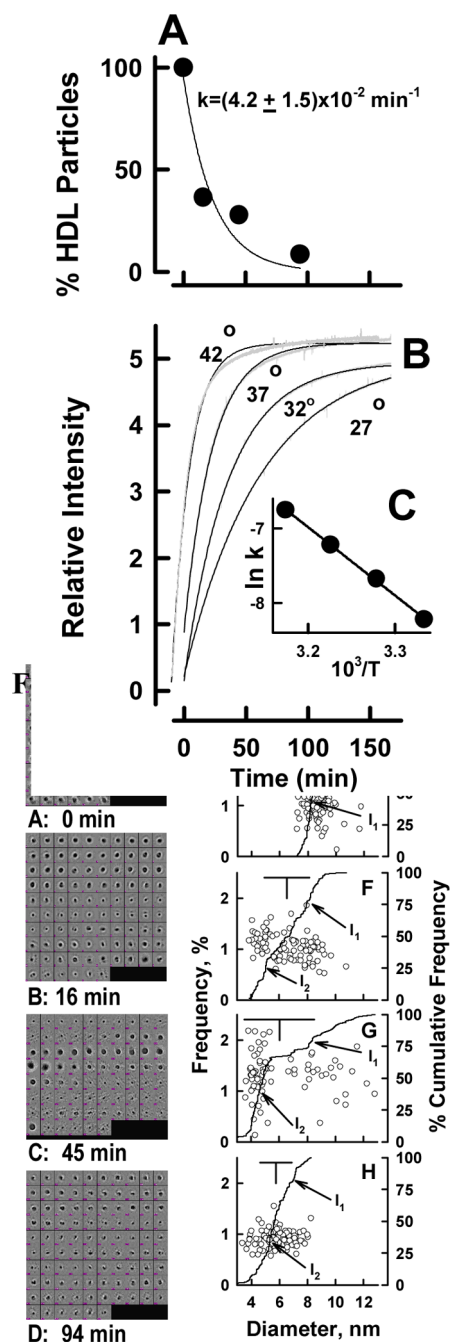 A
100
50
0
% HDL Particles
k=(4.2 ± 1.5)x10-2 min-1
B
5
4
3
2
1
0
Relative Intensity
42 o
37 o
32o
27 o
C
-7
-8
ln k
3.2 3.3
103/T
0 50 100 150
Time (min)
F
A: 0 min
B: 16 min
C: 45 min
D: 94 min
1
0
50
25
0
I1
F
2
1
0
100
75
50
25
0
I1
I2
G
2
1
0
100
75
50
25
0
I1
I2
H
2
1
0
100
75
50
25
0
I1
I2
Frequency, %
% Cumulative Frequency
4 6 8 10 12
Diameter, nm